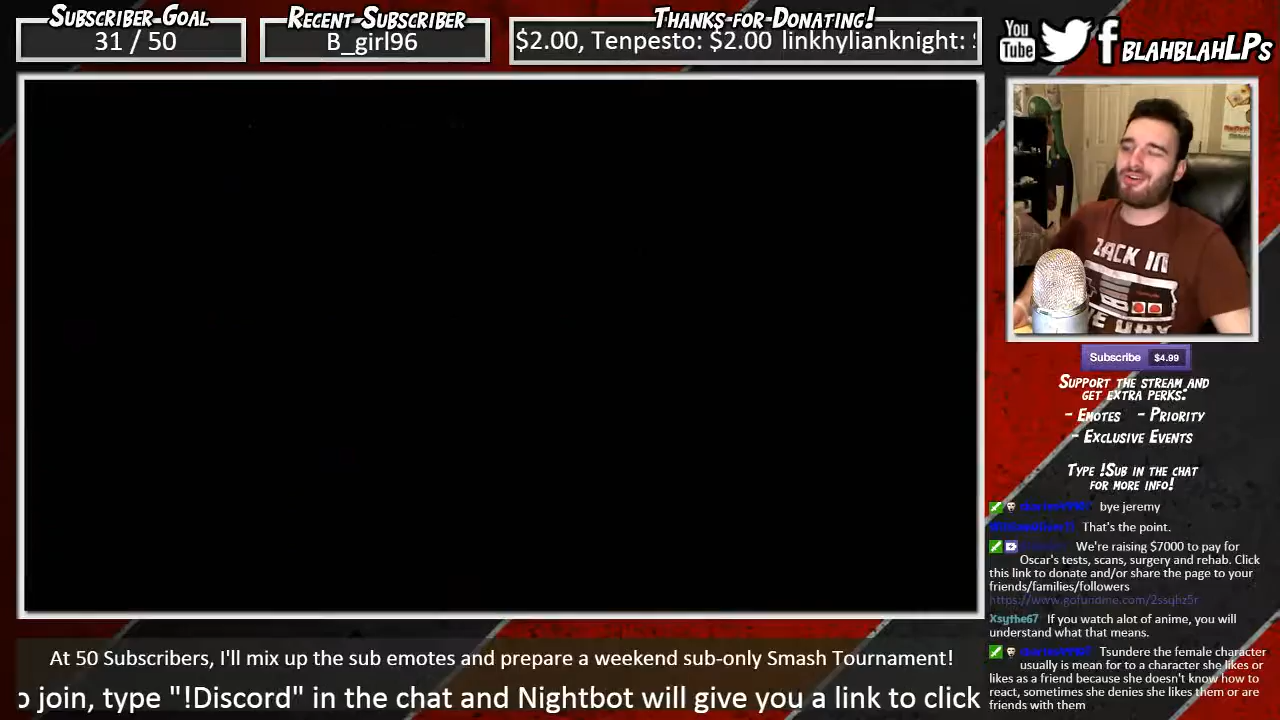 Subscriber Goal
31 / 50
Recent Subscriber
B_girl96
Thanks for Donating!
$2.00, Tenpesto: $2.00 linkhylianknight:
You
Tube
BLAHBLAHLPs
BACK IN
Subscribe $4.99
Support the stream and
get extra perks:
- Emotes - Priority
- Exclusive Events
Type !Sub in the chat
for more info!
bye jeremy
That's the point.
We're raising $7000 to pay for
Oscar's tests, scans, surgery and rehab. Click
this link to donate and/or share the page to your
friends/families/followers
https://www.gofundme.com/2ssqhz5r
Xsythe67 If you watch alot of anime, you will
understand what that means.
Tsundere the female character
usually is mean for to a character she likes or
likes as a friend because she doesn't know how to
react, sometimes she denies she likes them or are
friends with them
At 50 Subscribers, I'll mix up the sub emotes and prepare a weekend sub-only Smash Tournament!
o join, type "!Discord" in the chat and Nightbot will give you a link to click